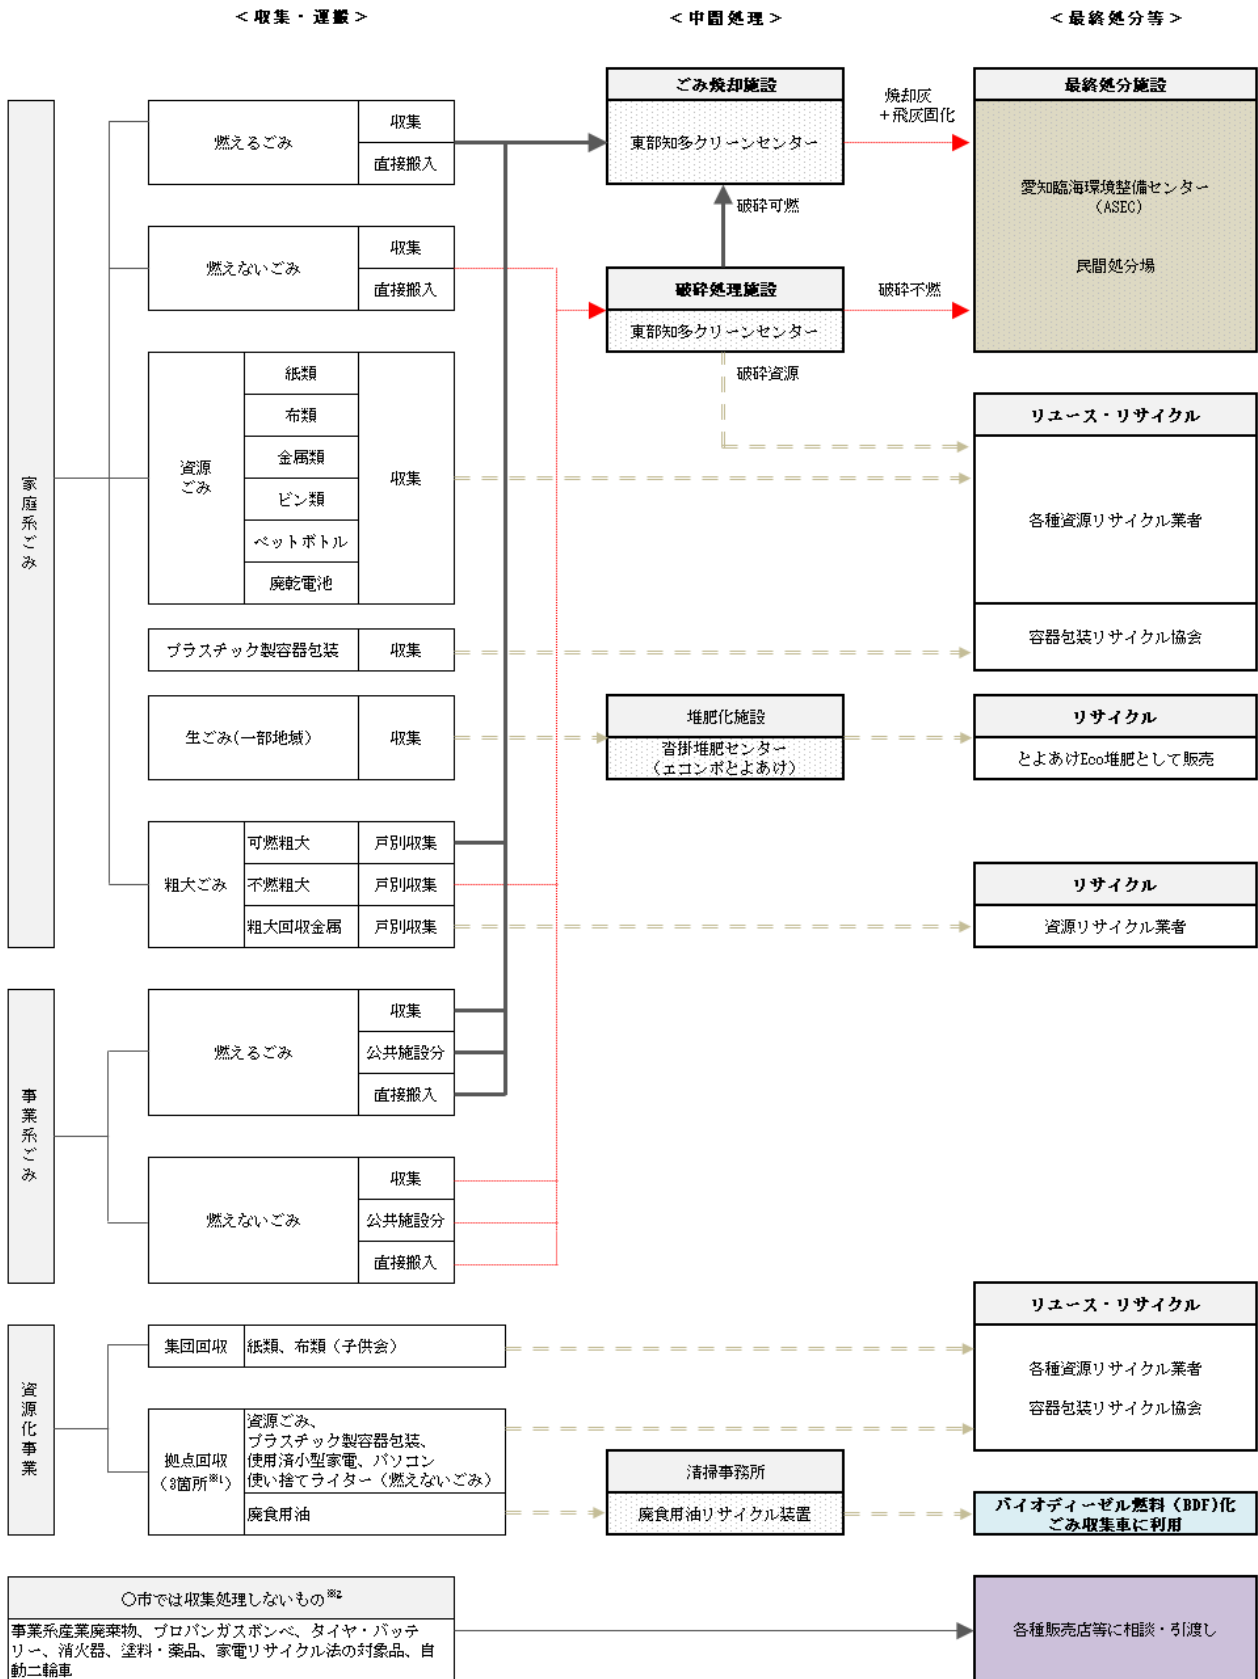 ＜収集・運搬＞
＜中間処理＞
＜最終処分等＞
家庭系ごみ
燃えるごみ
収集
直接搬入
燃えないごみ
収集
直接搬入
資源
ごみ
紙類
布類
金属類
ビン類
ペットボトル
廃乾電池
収集
プラスチック製容器包装
収集
生ごみ(一部地域)
収集
粗大ごみ
可燃粗大
戸別収集
不燃粗大
戸別収集
粗大回収金属
戸別収集
ごみ焼却施設
東部知多クリーンセンター
焼却灰
＋飛灰固化
破砕可燃
破砕処理施設
東部知多クリーンセンター
破砕不燃
破砕資源
最終処分施設
愛知臨海環境整備センター
(ASEC)
民間処分場
リユース・リサイクル
各種資源リサイクル業者
容器包装リサイクル協会
堆肥化施設
沓掛堆肥センター
（エコンポとよあけ）
リサイクル
とよあけEco堆肥として販売
リサイクル
資源リサイクル業者
事業系ごみ
燃えるごみ
収集
公共施設分
直接搬入
燃えないごみ
収集
公共施設分
直接搬入
資源化事業
集団回収
紙類、布類（子供会）
拠点回収
（3箇所※1）
資源ごみ、
プラスチック製容器包装、
使用済小型家電、パソコン
使い捨てライター（燃えないごみ）
廃食用油
清掃事務所
廃食用油リサイクル装置
リユース・リサイクル
各種資源リサイクル業者
容器包装リサイクル協会
バイオディーゼル燃料（BDF)化
ごみ収集車に利用
〇市では収集処理しないもの※2
事業系産業廃棄物、プロパンガスボンベ、タイヤ・バッテ
リー、消火器、塗料・薬品、家電リサイクル法の対象品、自
動二輪車
各種販売店等に相談・引渡し